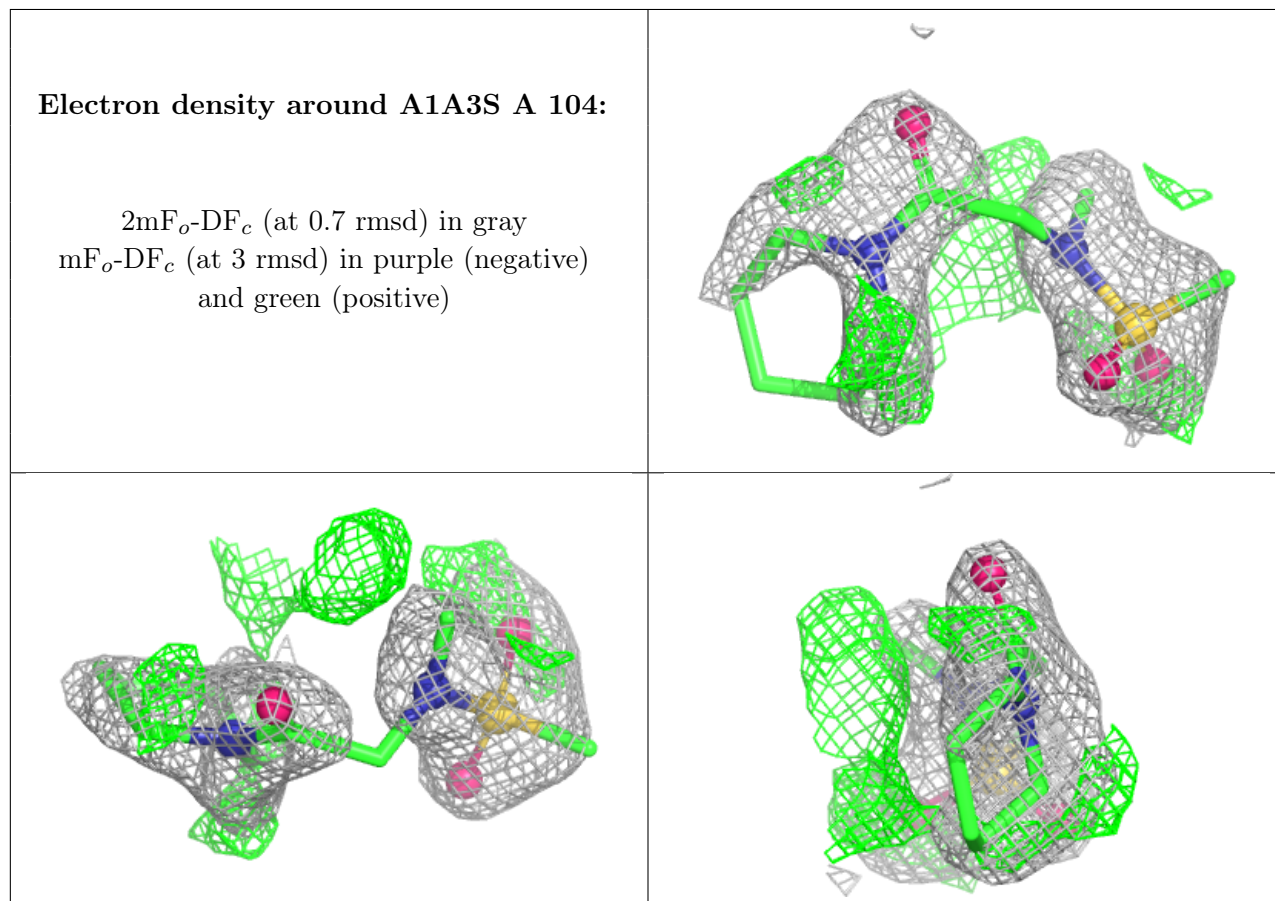 Electron density around A1A3S A 104:
2mFo-DFc (at 0.7 rmsd) in gray
mFo-DFc (at 3 rmsd) in purple (negative)
and green (positive)